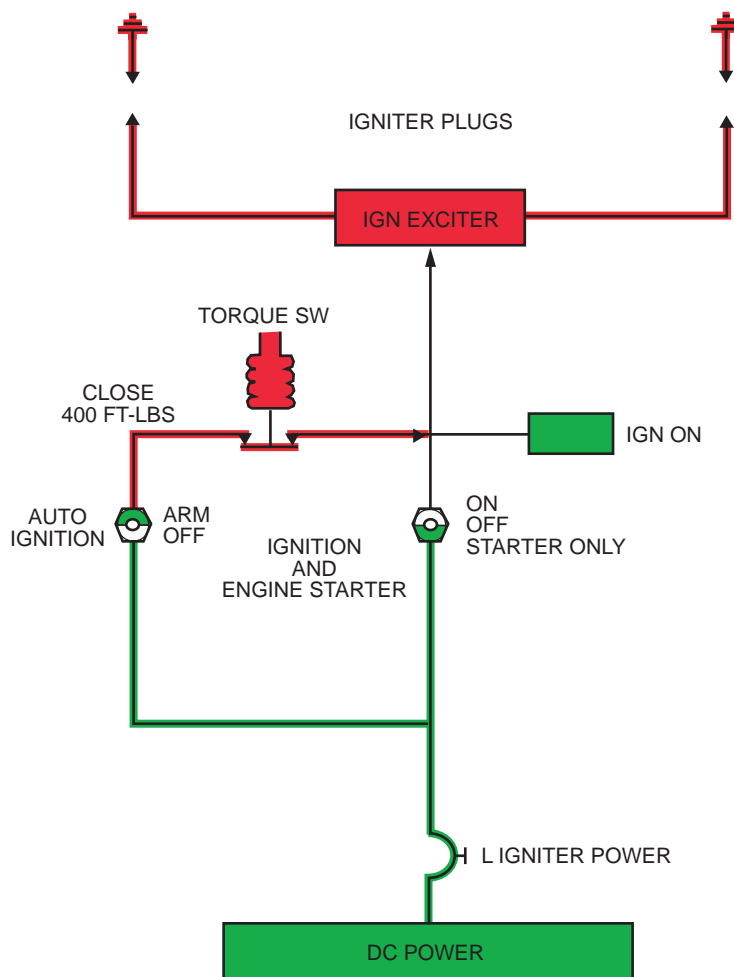 IGNITER PLUGS
IGN EXCITER
TORQUE SW
CLOSE
400 FT-LBS
IGN ON
AUTO
IGNITION
ARM
OFF
IGNITION
AND
ENGINE STARTER
ON
OFF
STARTER ONLY
L IGNITER POWER
DC POWER